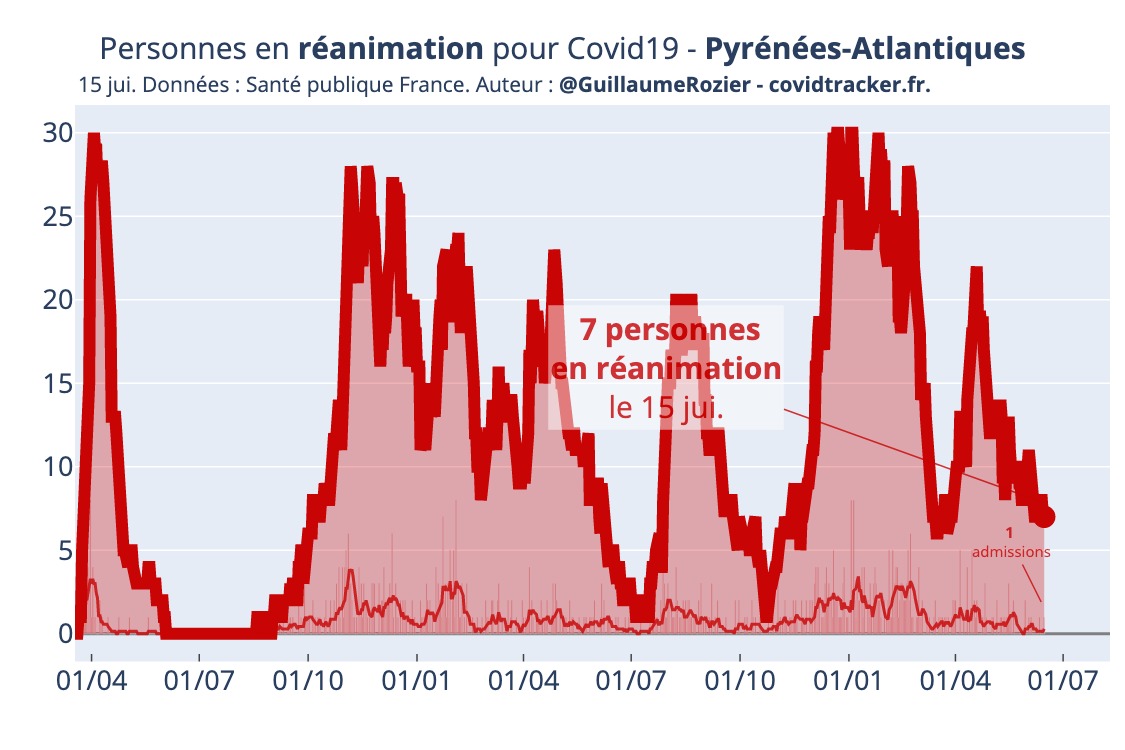 Personnes en réanimation pour Covid19 - Pyrénées-Atlantiques
15 jui. Données : Santé publique France. Auteur : @GuillaumeRozier - covidtracker.fr.
30
25
20
15
10
5
0
7 personnes
en réanimation
le 15 jui.
1
admissions
01/04 01/07 01/10 01/01 01/04 01/07 01/10 01/01 01/04 01/07